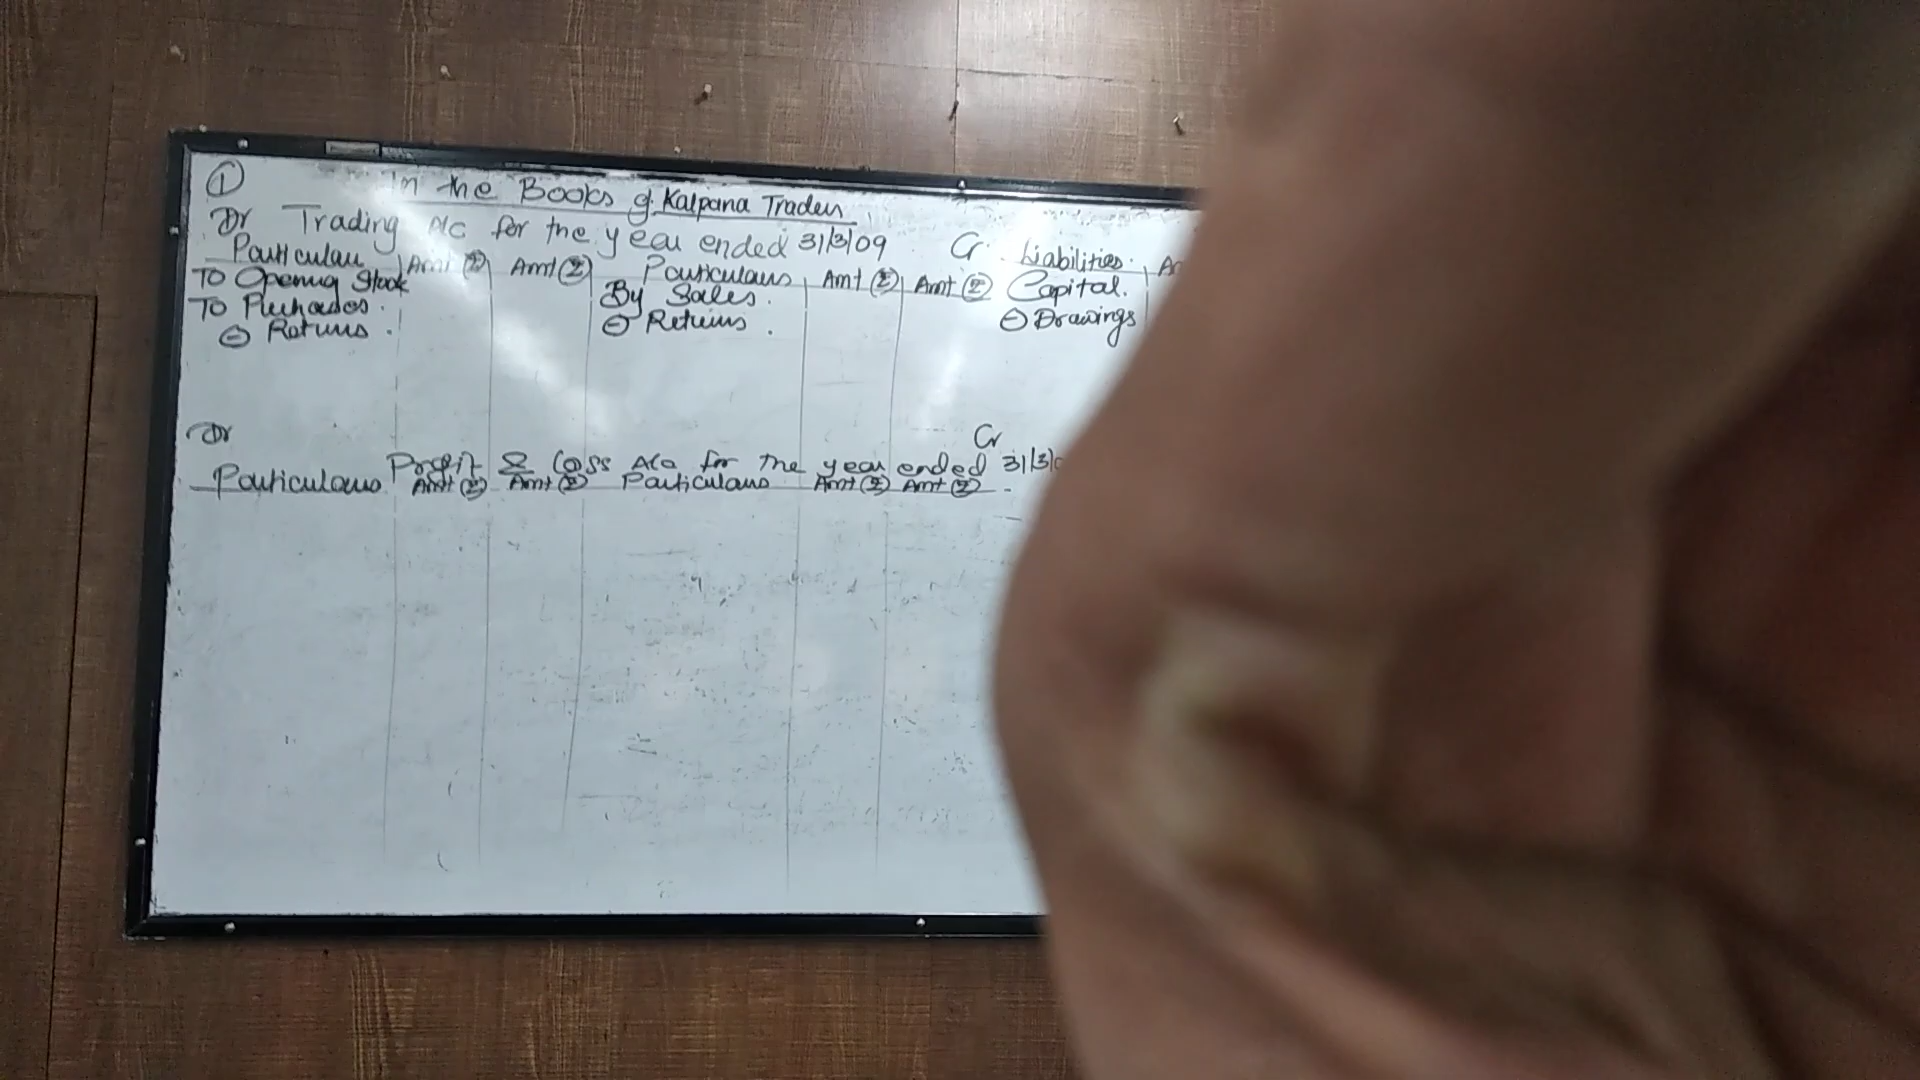 ① In the Books of Kalpana Traders
Dr Trading A/C for the year ended 31/3/09 Cr.
Particulars Amt (₹) Amt (₹) Particulars Amt (₹) Amt (₹)
To Opening Stock By Sales.
To Purchases. ⊖ Returns.
⊖ Returns.
Liabilities.
Capital.
⊖ Drawings
Dr Cr
Profit & Loss A/c for the year ended 31/3/0
Particulars Amt (₹) Amt (₹) Particulars Amt (₹) Amt (₹)